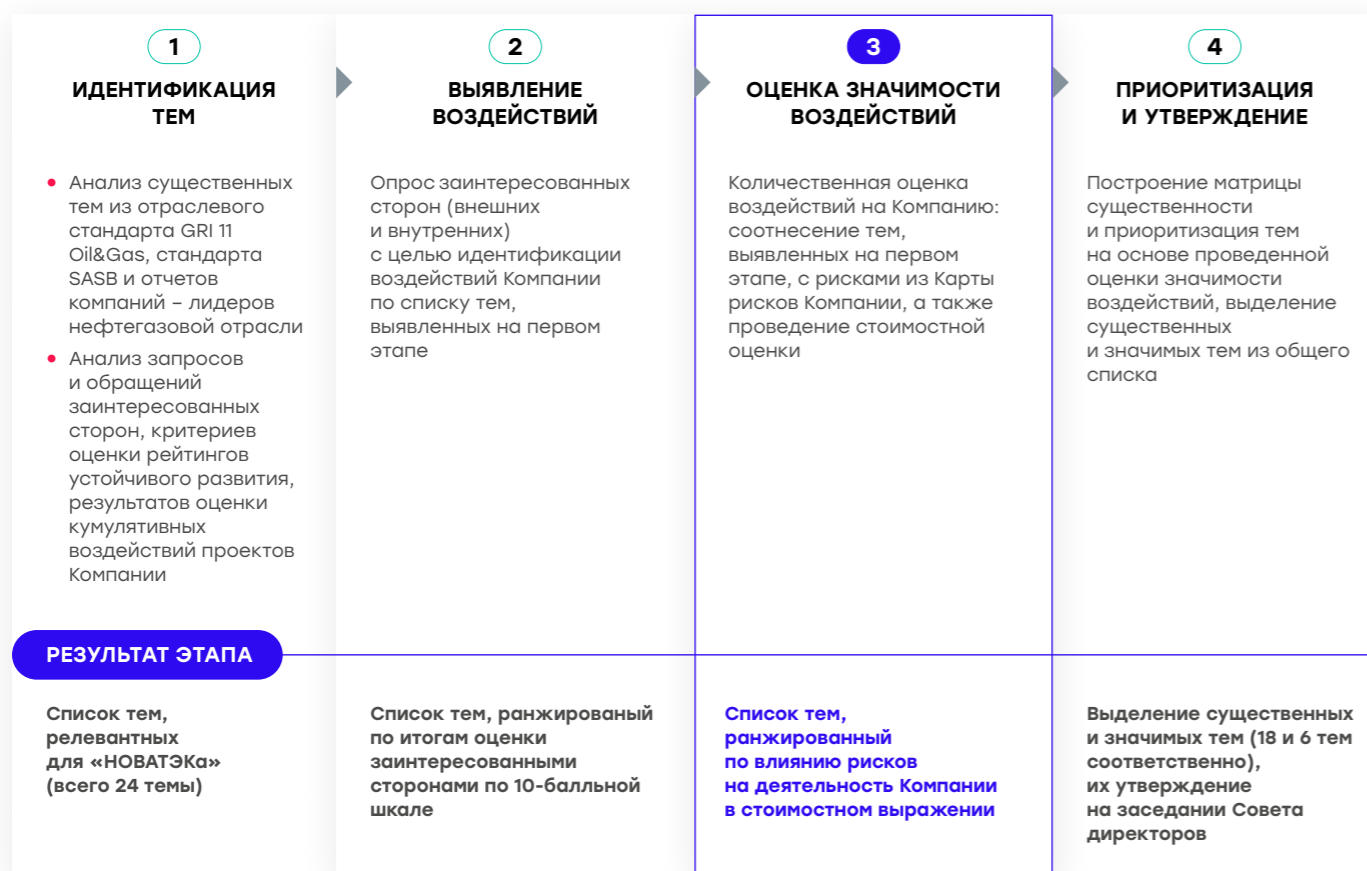 1
ИДЕНТИФИКАЦИЯ
ТЕМ
• Анализ существенных
тем из отраслевого
стандарта GRI 11
Oil&Gas, стандарта
SASB и отчетов
компаний – лидеров
нефтегазовой отрасли
• Анализ запросов
и обращений
заинтересованных
сторон, критериев
оценки рейтингов
устойчивого развития,
результатов оценки
кумулятивных
воздействий проектов
Компании
2
ВЫЯВЛЕНИЕ
ВОЗДЕЙСТВИЙ
Опрос заинтересованных
сторон (внешних
и внутренних)
с целью идентификации
воздействий Компании
по списку тем,
выявленных на первом
этапе
3
ОЦЕНКА ЗНАЧИМОСТИ
ВОЗДЕЙСТВИЙ
Количественная оценка
воздействий на Компанию:
соотнесение тем,
выявленных на первом
этапе, с рисками из Карты
рисков Компании, а также
проведение стоимостной
оценки
4
ПРИОРИТИЗАЦИЯ
И УТВЕРЖДЕНИЕ
Построение матрицы
существенности
и приоритизация тем
на основе проведенной
оценки значимости
воздействий, выделение
существенных
и значимых тем из общего
списка
РЕЗУЛЬТАТ ЭТАПА
Список тем,
релевантных
для «НОВАТЭКа»
(всего 24 темы)
Список тем, ранжированый
по итогам оценки
заинтересованными
сторонами по 10-балльной
шкале
Список тем,
ранжированный
по влиянию рисков
на деятельность Компании
в стоимостном выражении
Выделение существенных
и значимых тем (18 и 6 тем
соответственно),
их утверждение
на заседании Совета
директоров